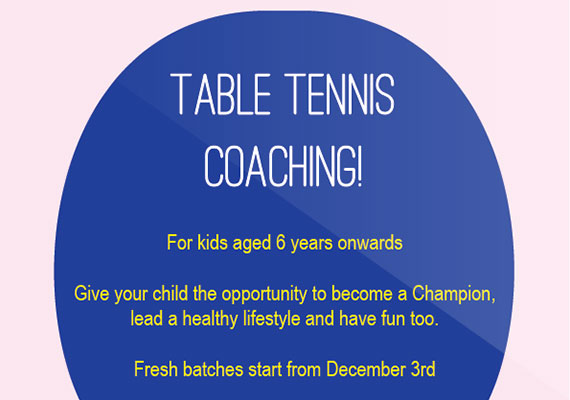 TABLE TENNIS
COACHING!
For kids aged 6 years onwards
Give your child the opportunity to become a Champion,
lead a healthy lifestyle and have fun too.
Fresh batches start from December 3rd